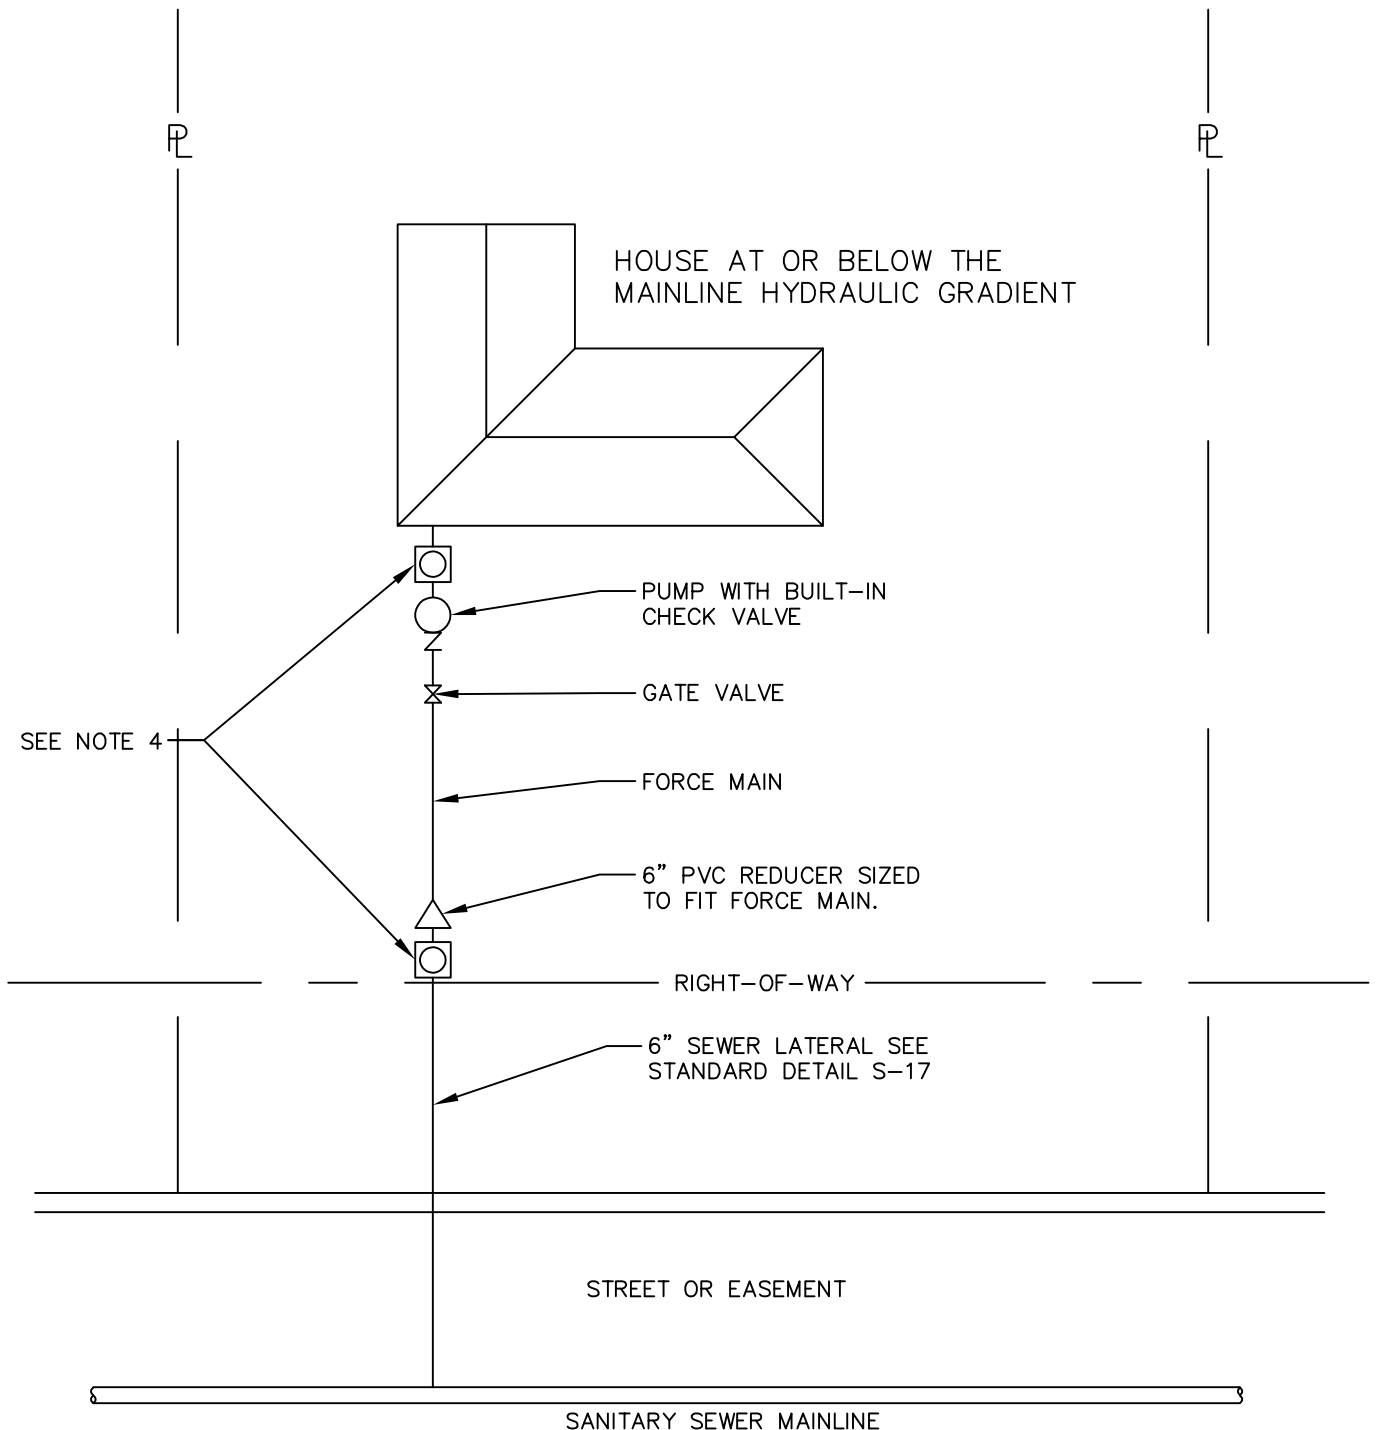 ℄ ℄
HOUSE AT OR BELOW THE
MAINLINE HYDRAULIC GRADIENT
PUMP WITH BUILT-IN
CHECK VALVE
GATE VALVE
SEE NOTE 4
FORCE MAIN
6" PVC REDUCER SIZED
TO FIT FORCE MAIN.
RIGHT-OF-WAY
6" SEWER LATERAL SEE
STANDARD DETAIL S-17
STREET OR EASEMENT
SANITARY SEWER MAINLINE